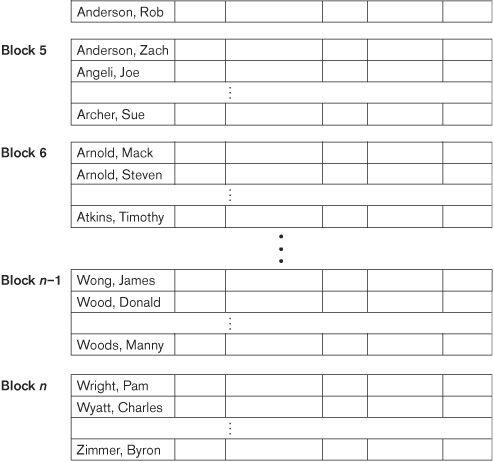 Anderson, Rob
Block 5
Anderson, Zach
Angeli, Joe
Archer, Sue
Block 6
Arnold, Mack
Arnold, Steven
Atkins, Timothy
Block n–1
Wong, James
Wood, Donald
Woods, Manny
Block n
Wright, Pam
Wyatt, Charles
Zimmer, Byron